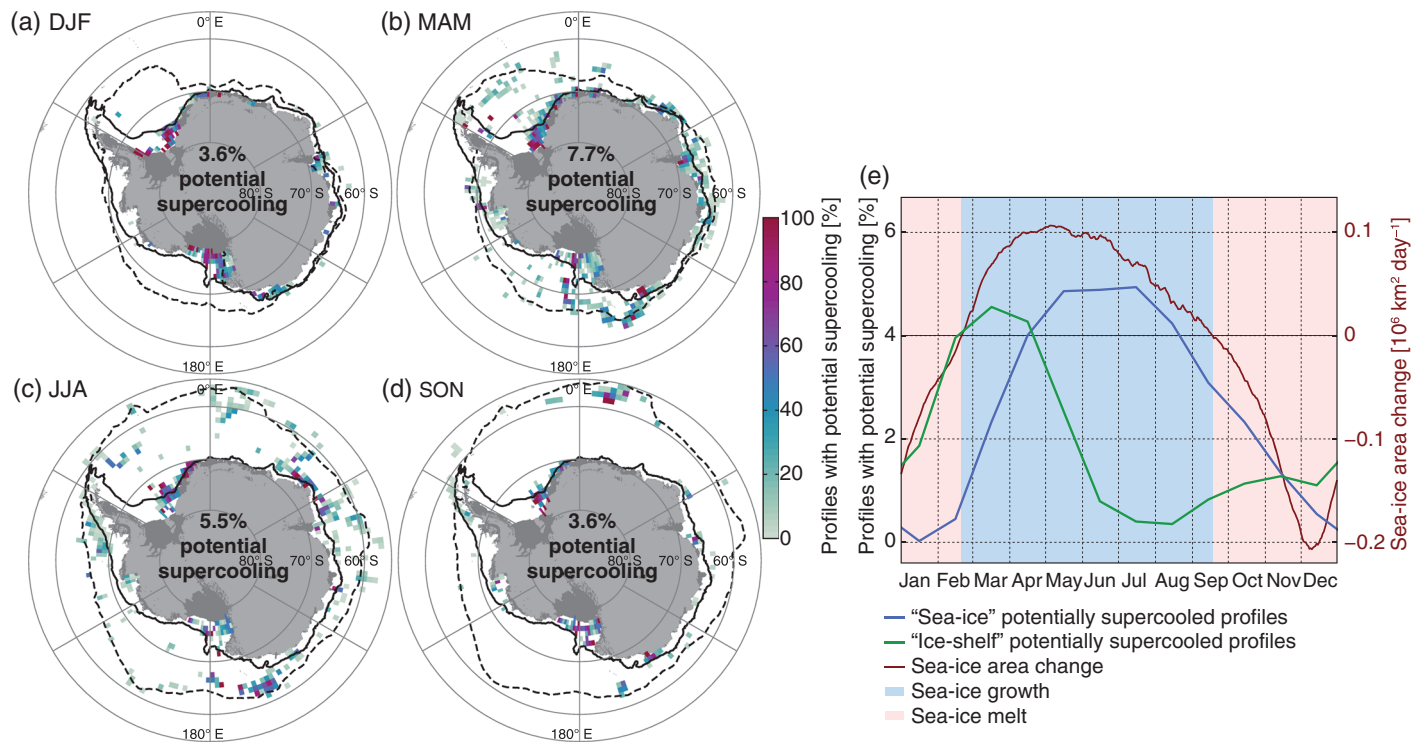 (a) DJF
0° E
3.6%
potential
supercooling
80° S
70° S
60° S
180° E
(b) MAM
0° E
7.7%
potential
supercooling
80° S
70° S
60° S
180° E
(c) JJA
0° E
5.5%
potential
supercooling
80° S
70° S
60° S
180° E
(d) SON
0° E
3.6%
potential
supercooling
80° S
70° S
60° S
180° E
100
80
60
40
20
0
Profiles with potential supercooling [%]
(e)
Profiles with potential supercooling [%]
6
4
2
0
0.1
0
−0.1
−0.2
Sea-ice area change [10⁶ km² day⁻¹]
Jan Feb Mar Apr May Jun Jul Aug Sep Oct Nov Dec
“Sea-ice” potentially supercooled profiles
“Ice-shelf” potentially supercooled profiles
Sea-ice area change
Sea-ice growth
Sea-ice melt